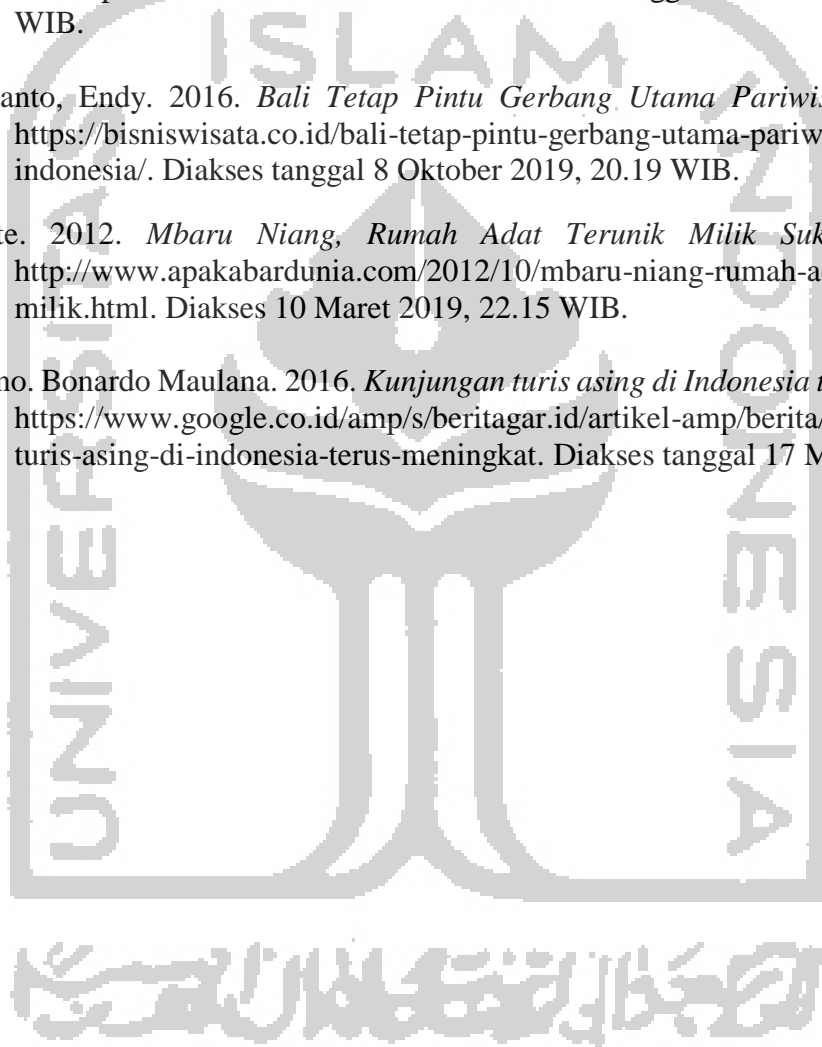 WIB.
anto, Endy. 2016. Bali Tetap Pintu Gerbang Utama Pariwis
https://bisniswisata.co.id/bali-tetap-pintu-gerbang-utama-pariw
indonesia/. Diakses tanggal 8 Oktober 2019, 20.19 WIB.
te. 2012. Mbaru Niang, Rumah Adat Terunik Milik Suk
http://www.apakabardunia.com/2012/10/mbaru-niang-rumah-a
milik.html. Diakses 10 Maret 2019, 22.15 WIB.
no. Bonardo Maulana. 2016. Kunjungan turis asing di Indonesia t
https://www.google.co.id/amp/s/beritagar.id/artikel-amp/berita/
turis-asing-di-indonesia-terus-meningkat. Diakses tanggal 17 M
ISLAM
UNIVERSITAS
INDONESIA